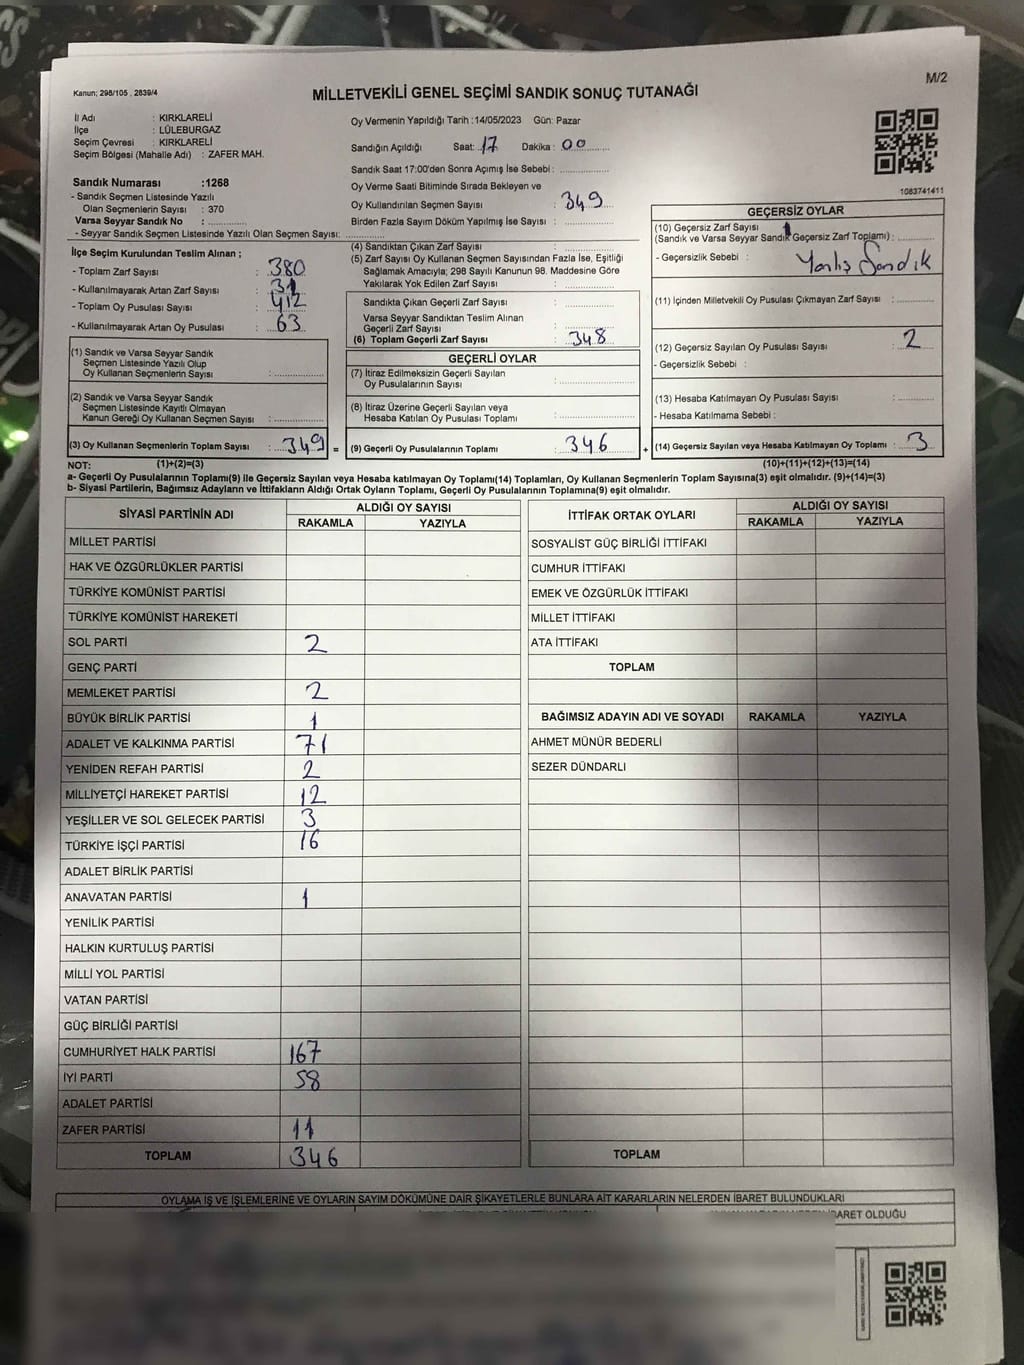 M/2
Kanun; 298/105 , 2839/4
MİLLETVEKİLİ GENEL SEÇİMİ SANDIK SONUÇ TUTANAĞI
İl Adı : KIRKLARELİ
İlçe : LÜLEBURGAZ
Seçim Çevresi : KIRKLARELİ
Seçim Bölgesi (Mahalle Adı) : ZAFER MAH.
Sandık Numarası :1268
- Sandık Seçmen Listesinde Yazılı
Olan Seçmenlerin Sayısı : 370
Varsa Seyyar Sandık No :
- Seyyar Sandık Seçmen Listesinde Yazılı Olan Seçmen Sayısı:
Oy Vermenin Yapıldığı Tarih :14/05/2023 Gün: Pazar
Sandığın Açıldığı Saat: 17 Dakika : 00
Sandık Saat 17:00'den Sonra Açılmış İse Sebebi :
Oy Verme Saati Bitiminde Sırada Bekleyen ve
Oy Kullandırılan Seçmen Sayısı : 349
Birden Fazla Sayım Döküm Yapılmış İse Sayısı :
1083741411
İlçe Seçim Kurulundan Teslim Alınan ;
- Toplam Zarf Sayısı : 380
- Kullanılmayarak Artan Zarf Sayısı : 31
- Toplam Oy Pusulası Sayısı : 412
- Kullanılmayarak Artan Oy Pusulası : 63
(1) Sandık ve Varsa Seyyar Sandık
Seçmen Listesinde Yazılı Olup
Oy Kullanan Seçmenlerin Sayısı :
(2) Sandık ve Varsa Seyyar Sandık
Seçmen Listesinde Kayıtlı Olmayan
Kanun Gereği Oy Kullanan Seçmen Sayısı :
(3) Oy Kullanan Seçmenlerin Toplam Sayısı : 349 =
(4) Sandıktan Çıkan Zarf Sayısı :
(5) Zarf Sayısı Oy Kullanan Seçmen Sayısından Fazla İse, Eşitliği
Sağlamak Amacıyla; 298 Sayılı Kanunun 98. Maddesine Göre
Yakılarak Yok Edilen Zarf Sayısı :
Sandıkta Çıkan Geçerli Zarf Sayısı :
Varsa Seyyar Sandıktan Teslim Alınan
Geçerli Zarf Sayısı :
(6) Toplam Geçerli Zarf Sayısı : 348
GEÇERLİ OYLAR
(7) İtiraz Edilmeksizin Geçerli Sayılan
Oy Pusulalarının Sayısı :
(8) İtiraz Üzerine Geçerli Sayılan veya
Hesaba Katılan Oy Pusulası Toplamı :
(9) Geçerli Oy Pusulalarının Toplamı : 346 +
GEÇERSİZ OYLAR
(10) Geçersiz Zarf Sayısı
(Sandık ve Varsa Seyyar Sandık Geçersiz Zarf Toplamı) : 1
- Geçersizlik Sebebi : Yanlış Sandık
(11) İçinden Milletvekili Oy Pusulası Çıkmayan Zarf Sayısı :
(12) Geçersiz Sayılan Oy Pusulası Sayısı : 2
- Geçersizlik Sebebi :
(13) Hesaba Katılmayan Oy Pusulası Sayısı :
- Hesaba Katılmama Sebebi :
(14) Geçersiz Sayılan veya Hesaba Katılmayan Oy Toplamı : 3
NOT: (1)+(2)=(3) (10)+(11)+(12)+(13)=(14)
a- Geçerli Oy Pusulalarının Toplamı(9) ile Geçersiz Sayılan veya Hesaba katılmayan Oy Toplamı(14) Toplamları, Oy Kullanan Seçmenlerin Toplam Sayısına(3) eşit olmalıdır. (9)+(14)=(3)
b- Siyasi Partilerin, Bağımsız Adayların ve İttifakların Aldığı Ortak Oyların Toplamı, Geçerli Oy Pusulalarının Toplamına(9) eşit olmalıdır.
SİYASİ PARTİNİN ADI ALDIĞI OY SAYISI
RAKAMLA YAZIYLA
MİLLET PARTİSİ
HAK VE ÖZGÜRLÜKLER PARTİSİ
TÜRKİYE KOMÜNİST PARTİSİ
TÜRKİYE KOMÜNİST HAREKETİ
SOL PARTİ 2
GENÇ PARTİ
MEMLEKET PARTİSİ 2
BÜYÜK BİRLİK PARTİSİ 1
ADALET VE KALKINMA PARTİSİ 71
YENİDEN REFAH PARTİSİ 2
MİLLİYETÇİ HAREKET PARTİSİ 12
YEŞİLLER VE SOL GELECEK PARTİSİ 3
TÜRKİYE İŞÇİ PARTİSİ 16
ADALET BİRLİK PARTİSİ
ANAVATAN PARTİSİ 1
YENİLİK PARTİSİ
HALKIN KURTULUŞ PARTİSİ
MİLLİ YOL PARTİSİ
VATAN PARTİSİ
GÜÇ BİRLİĞİ PARTİSİ
CUMHURİYET HALK PARTİSİ 167
İYİ PARTİ 58
ADALET PARTİSİ
ZAFER PARTİSİ 11
TOPLAM 346
İTTİFAK ORTAK OYLARI ALDIĞI OY SAYISI
RAKAMLA YAZIYLA
SOSYALİST GÜÇ BİRLİĞİ İTTİFAKI
CUMHUR İTTİFAKI
EMEK VE ÖZGÜRLÜK İTTİFAKI
MİLLET İTTİFAKI
ATA İTTİFAKI
TOPLAM
BAĞIMSIZ ADAYIN ADI VE SOYADI RAKAMLA YAZIYLA
AHMET MÜNÜR BEDERLİ
SEZER DÜNDARLI
TOPLAM
OYLAMA İŞ VE İŞLEMLERİNE VE OYLARIN SAYIM DÖKÜMÜNE DAİR ŞİKAYETLERLE BUNLARA AİT KARARLARIN NELERDEN İBARET BULUNDUKLARI
BARET OLDUĞU